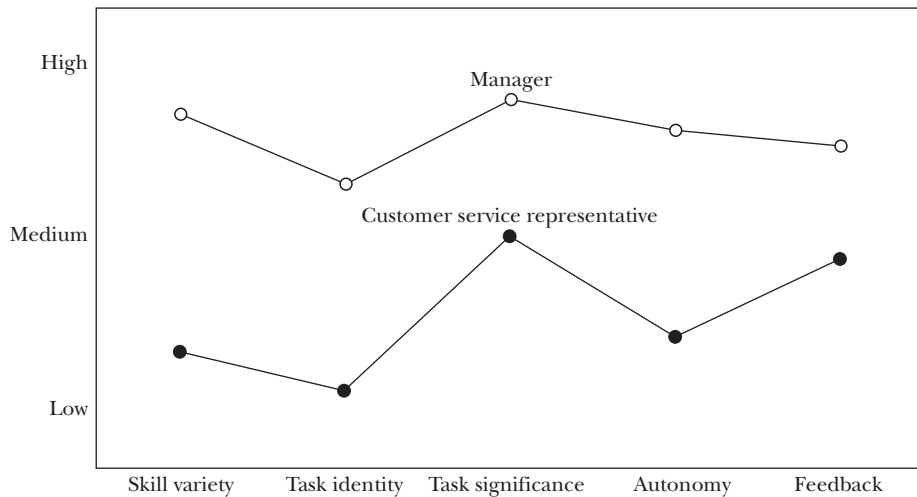 High
Manager
Customer service representative
Medium
Low
Skill variety
Task identity
Task significance
Autonomy
Feedback